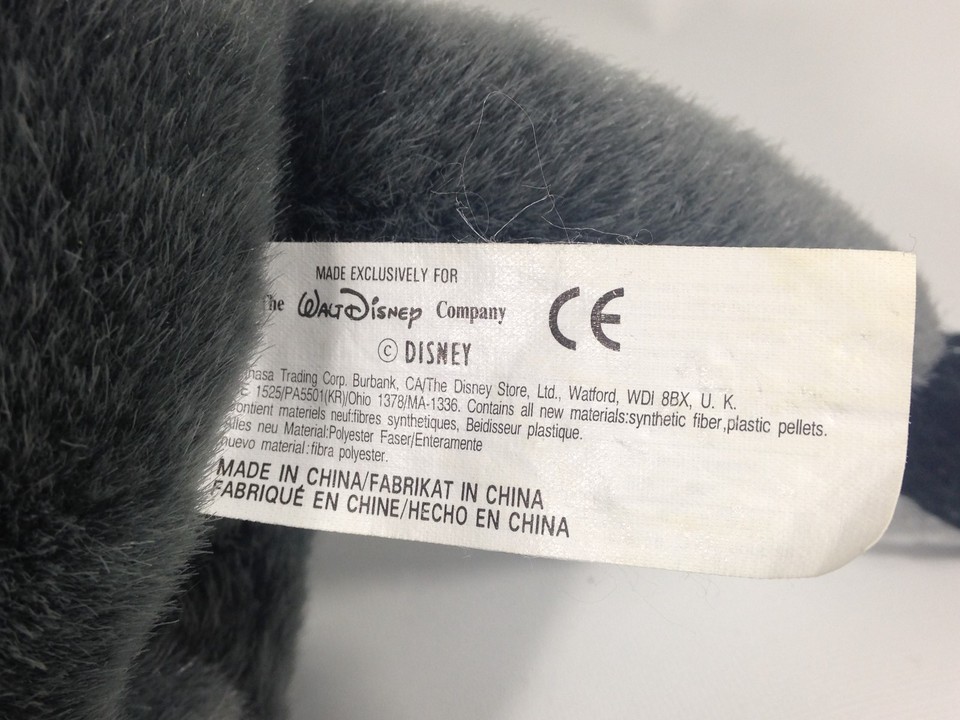 MADE EXCLUSIVELY FOR
The WALT DISNEY Company
CE
© DISNEY
Trading Corp. Burbank, CA/The Disney Store, Ltd., Watford, WDI 8BX, U. K.
1525/PA5501(KR)/Ohio 1378/MA-1336. Contains all new materials:synthetic fiber,plastic pellets.
Contient materiels neuf:fibres synthetiques, Beidisseur plastique.
Alles neu Material:Polyester Faser/Enteramente
nuevo material:fibra polyester.
MADE IN CHINA/FABRIKAT IN CHINA
FABRIQUÉ EN CHINE/HECHO EN CHINA